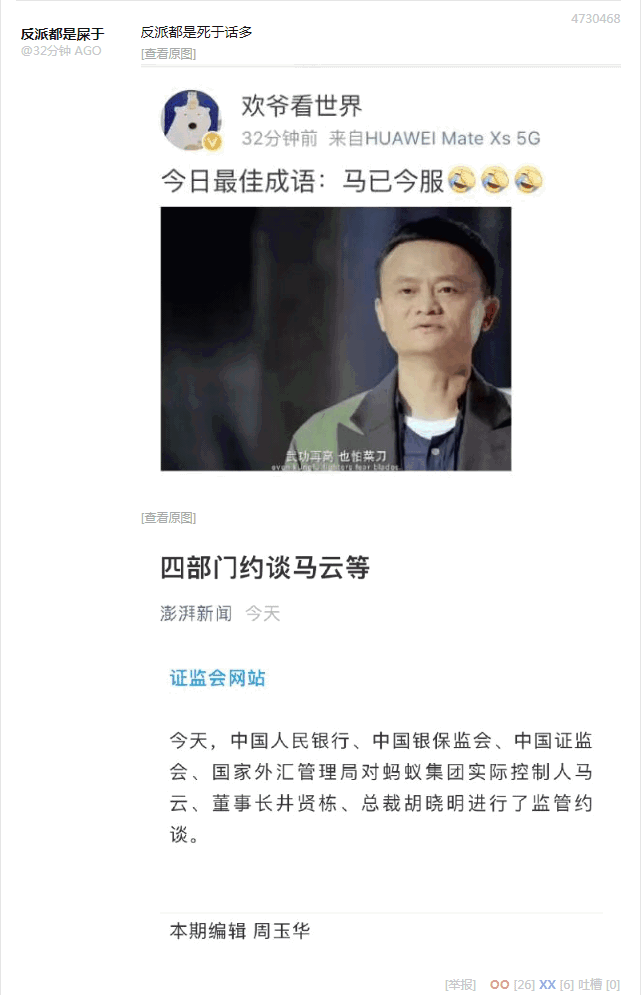 4730468
反派都是屎于
@32分钟 AGO
反派都是死于话多
[查看原图]
欢爷看世界
32分钟前 来自HUAWEI Mate Xs 5G
今日最佳成语：马已今服🤣🤣🤣
武功再高 也怕菜刀
even kungfu fighters fear blades
[查看原图]
四部门约谈马云等
澎湃新闻 今天
证监会网站
今天，中国人民银行、中国银保监会、中国证监
会、国家外汇管理局对蚂蚁集团实际控制人马
云、董事长井贤栋、总裁胡晓明进行了监管约
谈。
本期编辑 周玉华
[举报] OO [26] XX [6] 吐槽 [0]